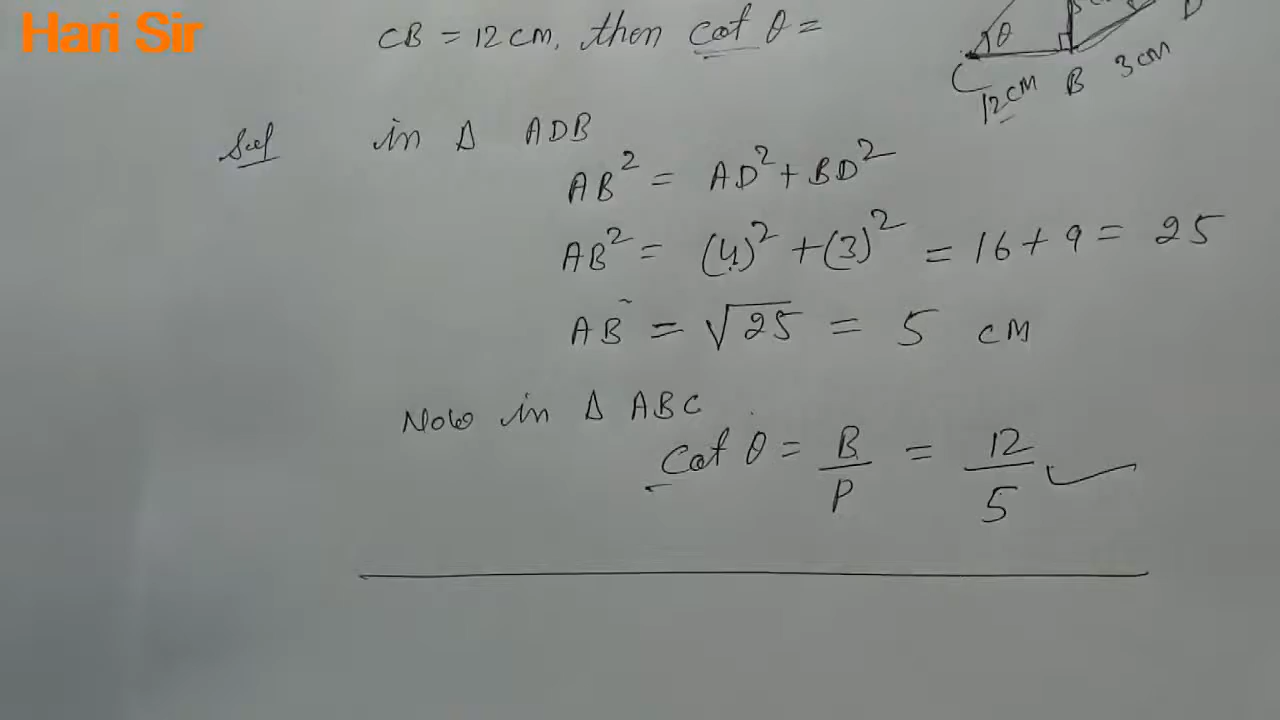 Hari Sir
CB = 12 CM, then Cot θ =
θ
C
12 CM
B
3 CM
D
Sol
in Δ ADB
AB² = AD² + BD²
AB² = (4)² + (3)² = 16 + 9 = 25
AB = √25 = 5 CM
Now in Δ ABC
Cot θ = B/P = 12/5